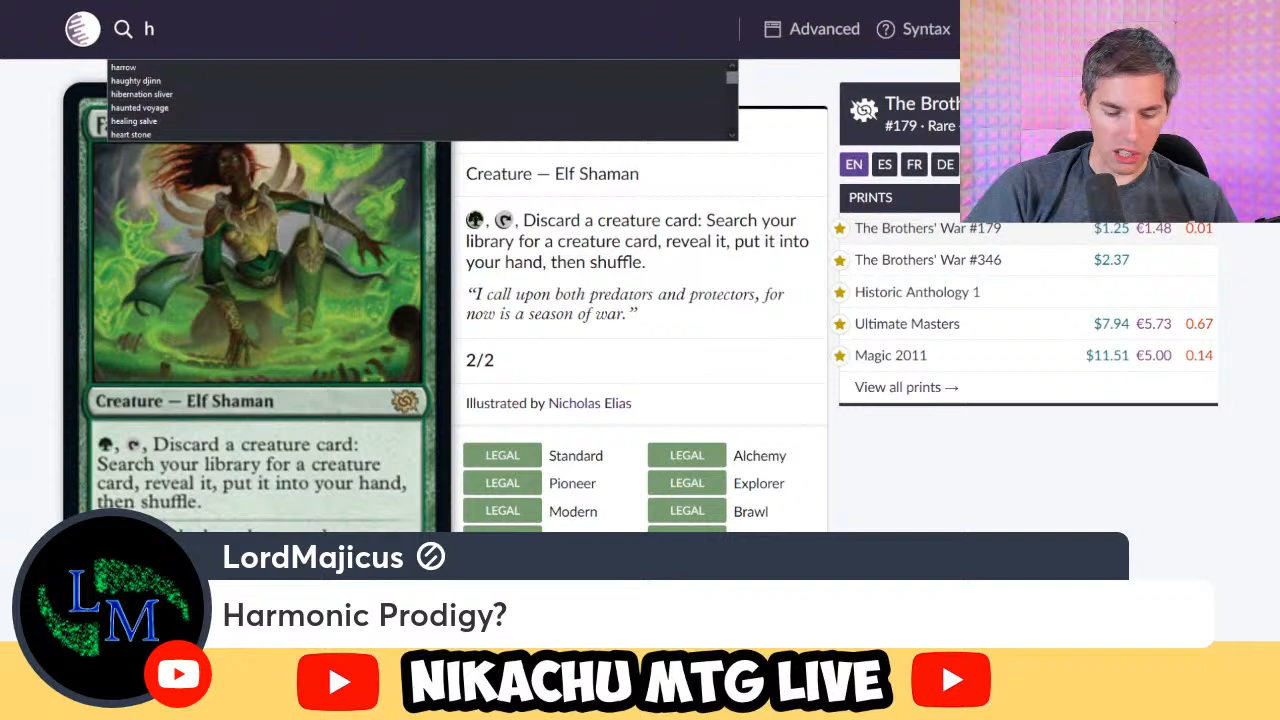 h
Advanced
Syntax
harrow
haughty djinn
hibernation sliver
haunted voyage
healing salve
heart stone
Creature — Elf Shaman
, , Discard a creature card: Search your
library for a creature card, reveal it, put it into
your hand, then shuffle.
“I call upon both predators and protectors, for
now is a season of war.”
2/2
Illustrated by Nicholas Elias
LEGAL Standard LEGAL Alchemy
LEGAL Pioneer LEGAL Explorer
LEGAL Modern LEGAL Brawl
#179 · Rare
EN ES FR DE
PRINTS
The Brothers' War #179 $1.25 €1.48 0.01
The Brothers' War #346 $2.37
Historic Anthology 1
Ultimate Masters $7.94 €5.73 0.67
Magic 2011 $11.51 €5.00 0.14
View all prints →
Creature — Elf Shaman
, , Discard a creature card:
Search your library for a creature
card, reveal it, put it into your hand,
then shuffle.
LM
LordMajicus
Harmonic Prodigy?
NIKACHU MTG LIVE